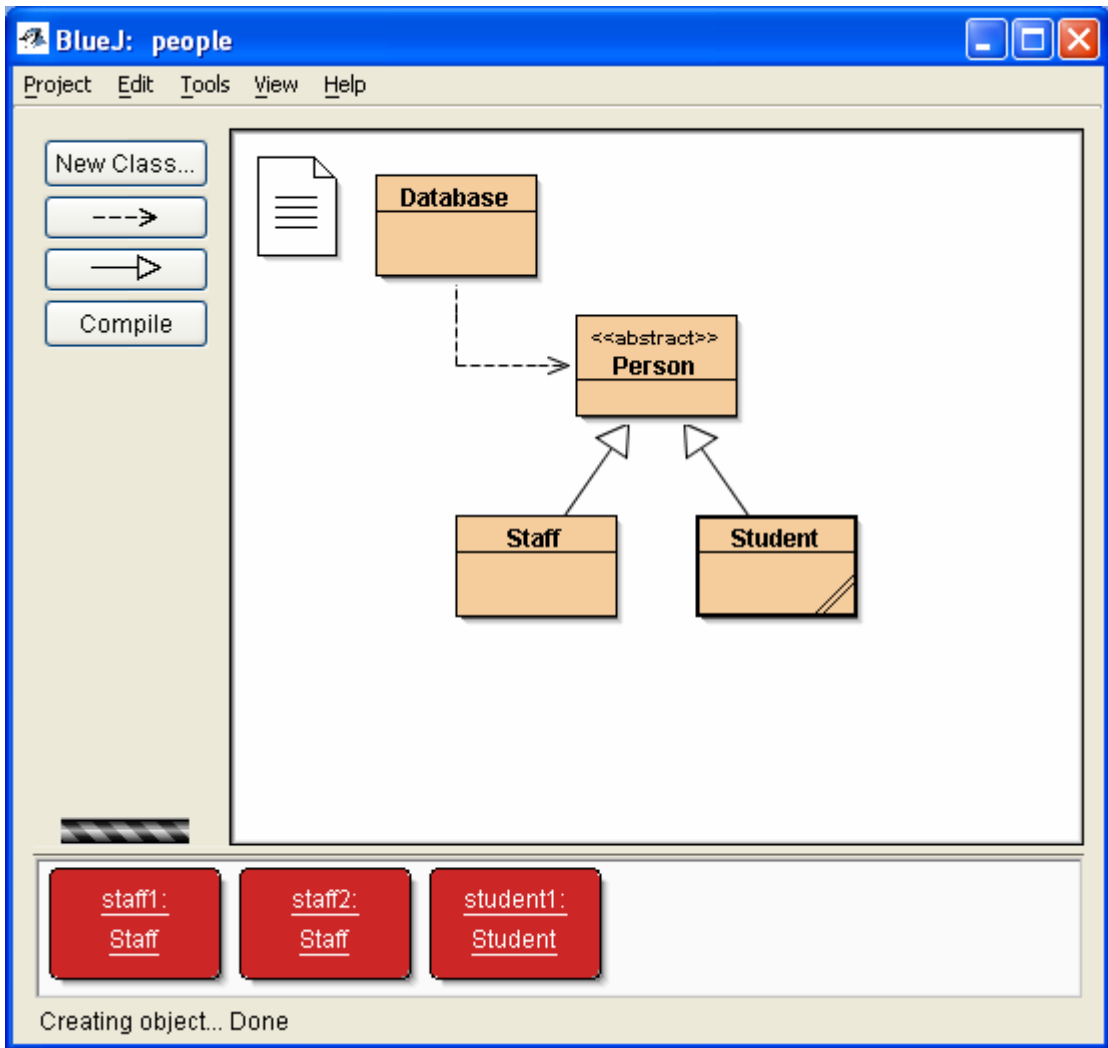 BlueJ: people
Project Edit Tools View Help
New Class...
Compile
Database
<<abstract>>
Person
Staff
Student
staff1:
Staff
staff2:
Staff
student1:
Student
Creating object... Done